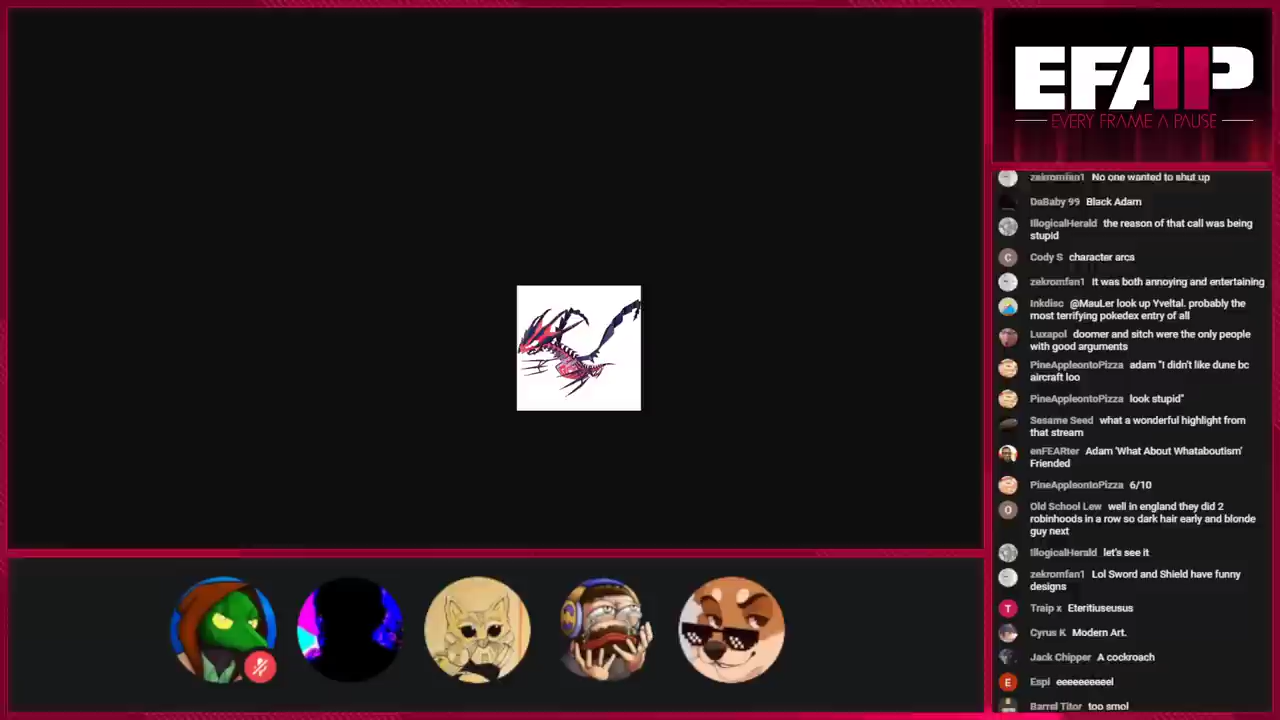 EFAP
EVERY FRAME A PAUSE
zekromfan1 No one wanted to shut up
DaBaby 99 Black Adam
IllogicalHerald the reason of that call was being
stupid
C
Cody S character arcs
zekromfan1 It was both annoying and entertaining
Inkdisc @MauLer look up Yveltal. probably the
most terrifying pokedex entry of all
Luxapol doomer and sitch were the only people
with good arguments
PineAppleontoPizza adam "I didn't like dune bc
aircraft loo
PineAppleontoPizza look stupid"
Sesame Seed what a wonderful highlight from
that stream
enFEARter Adam 'What About Whataboutism'
Friended
PineAppleontoPizza 6/10
O
Old School Lew well in england they did 2
robinhoods in a row so dark hair early and blonde
guy next
IllogicalHerald let's see it
zekromfan1 Lol Sword and Shield have funny
designs
T
Traip x Eteritiuseusus
Cyrus K Modern Art.
Jack Chipper A cockroach
E
Espi eeeeeeeeeel
Barrel Titor too smol